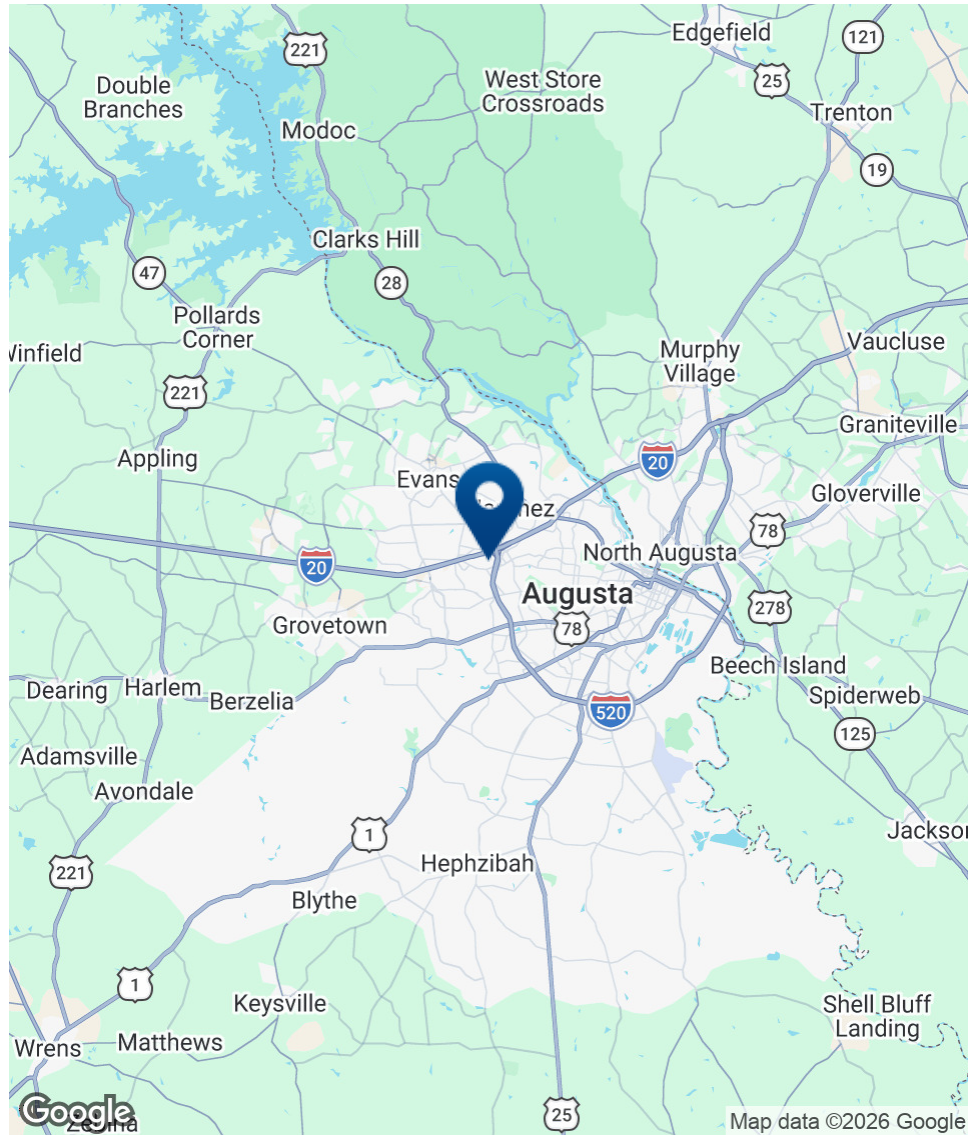 221
Edgefield
121
Double
Branches
West Store
Crossroads
25
Modoc
Trenton
19
Clarks Hill
47
28
Pollards
Corner
Vaucluse
Murphy
Village
221
Graniteville
Appling
20
Evans
Gloverville
78
North Augusta
20
Augusta
278
Grovetown
78
Beech Island
Dearing
Harlem
Berzelia
Spiderweb
520
125
Adamsville
Avondale
Jackson
1
Hephzibah
221
Blythe
1
Keysville
Shell Bluff
Landing
Matthews
Wrens
Google
25
Map data ©2026 Google